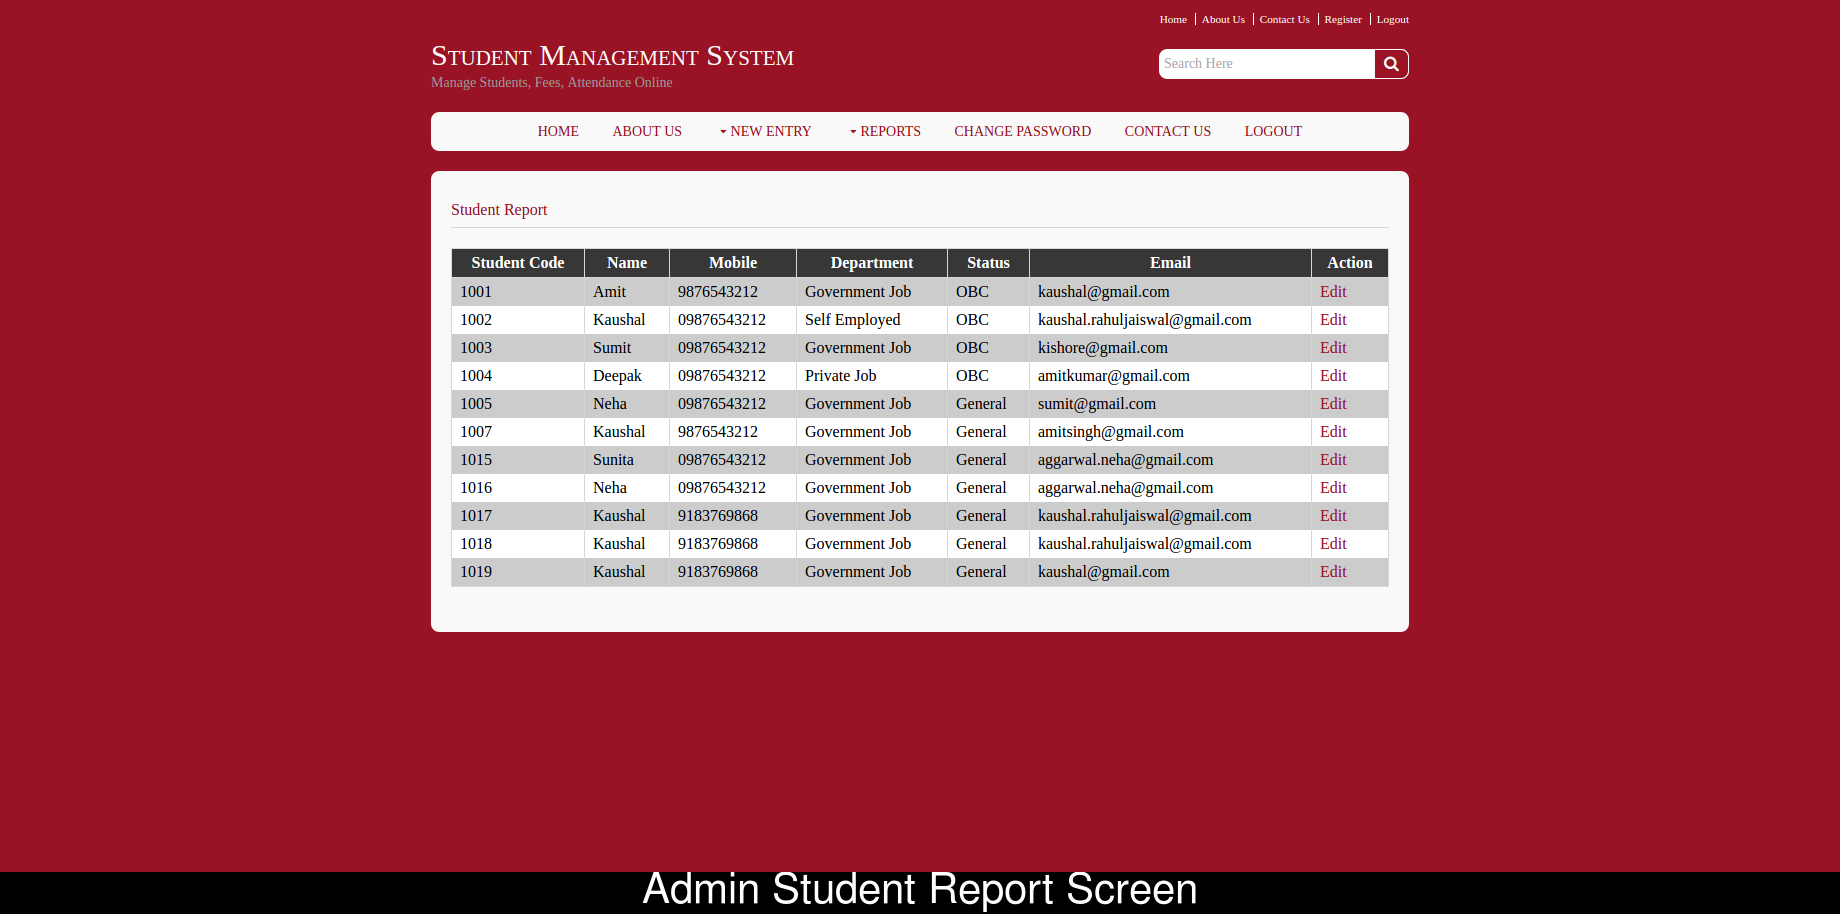 Home About Us Contact Us Register Logout
Student Management System
Manage Students, Fees, Attendance Online
Search Here
HOME ABOUT US NEW ENTRY REPORTS CHANGE PASSWORD CONTACT US LOGOUT
Student Report
Student Code Name Mobile Department Status Email Action
1001 Amit 9876543212 Government Job OBC kaushal@gmail.com Edit
1002 Kaushal 09876543212 Self Employed OBC kaushal.rahuljaiswal@gmail.com Edit
1003 Sumit 09876543212 Government Job OBC kishore@gmail.com Edit
1004 Deepak 09876543212 Private Job OBC amitkumar@gmail.com Edit
1005 Neha 09876543212 Government Job General sumit@gmail.com Edit
1007 Kaushal 9876543212 Government Job General amitsingh@gmail.com Edit
1015 Sunita 09876543212 Government Job General aggarwal.neha@gmail.com Edit
1016 Neha 09876543212 Government Job General aggarwal.neha@gmail.com Edit
1017 Kaushal 9183769868 Government Job General kaushal.rahuljaiswal@gmail.com Edit
1018 Kaushal 9183769868 Government Job General kaushal.rahuljaiswal@gmail.com Edit
1019 Kaushal 9183769868 Government Job General kaushal@gmail.com Edit
Admin Student Report Screen